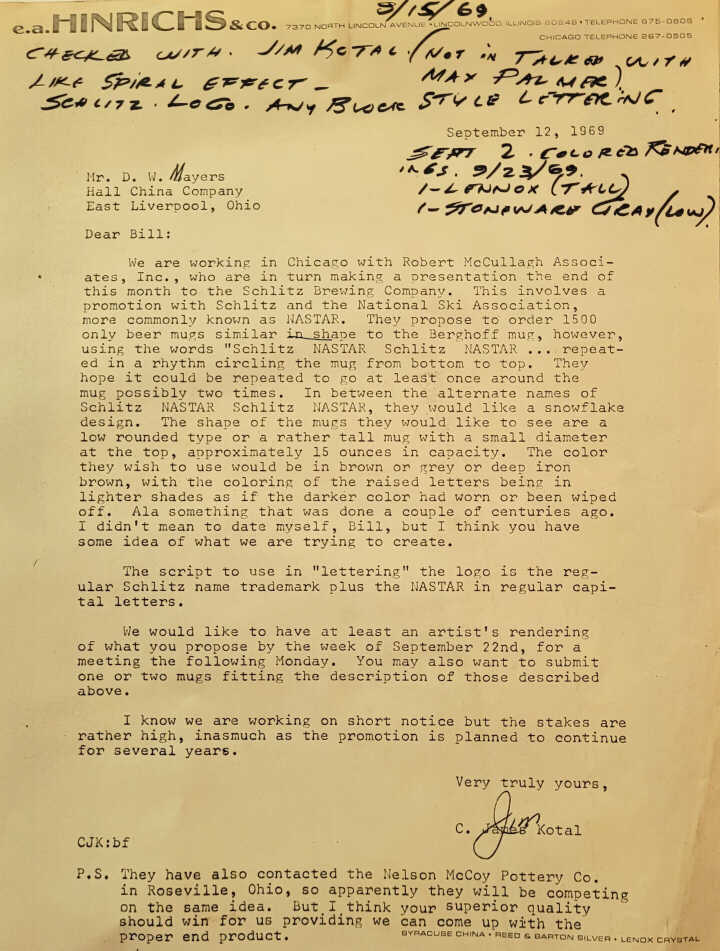 9/15/69
e.a.HINRICHS&co. 7370 NORTH LINCOLN AVENUE • LINCOLNWOOD, ILLINOIS 60646 • TELEPHONE 675-0808
CHICAGO TELEPHONE 267-0505
CHECKED WITH. JIM KOTAL. (NOT IN TALKED WITH
MAX PALMER)
LIKE SPIRAL EFFECT -
SCHLITZ. LOGO. ANY BLOCK STYLE LETTERING.
September 12, 1969
SEPT 2. COLORED RENDER-
INGS. 9/23/69.
1-LENNOX (TALL)
1-STONEWARE GRAY (LOW).
Mr. D. W. Mayers
Hall China Company
East Liverpool, Ohio
Dear Bill:
We are working in Chicago with Robert McCullagh Associ-
ates, Inc., who are in turn making a presentation the end of
this month to the Schlitz Brewing Company. This involves a
promotion with Schlitz and the National Ski Association,
more commonly known as NASTAR. They propose to order 1500
only beer mugs similar in shape to the Berghoff mug, however,
using the words "Schlitz NASTAR Schlitz NASTAR ... repeat-
ed in a rhythm circling the mug from bottom to top. They
hope it could be repeated to go at least once around the
mug possibly two times. In between the alternate names of
Schlitz NASTAR Schlitz NASTAR, they would like a snowflake
design. The shape of the mugs they would like to see are a
low rounded type or a rather tall mug with a small diameter
at the top, approximately 15 ounces in capacity. The color
they wish to use would be in brown or grey or deep iron
brown, with the coloring of the raised letters being in
lighter shades as if the darker color had worn or been wiped
off. Ala something that was done a couple of centuries ago.
I didn't mean to date myself, Bill, but I think you have
some idea of what we are trying to create.
The script to use in "lettering" the logo is the reg-
ular Schlitz name trademark plus the NASTAR in regular capi-
tal letters.
We would like to have at least an artist's rendering
of what you propose by the week of September 22nd, for a
meeting the following Monday. You may also want to submit
one or two mugs fitting the description of those described
above.
I know we are working on short notice but the stakes are
rather high, inasmuch as the promotion is planned to continue
for several years.
Very truly yours,
Jim
C. James Kotal
CJK:bf
P.S. They have also contacted the Nelson McCoy Pottery Co.
in Roseville, Ohio, so apparently they will be competing
on the same idea. But I think your superior quality
should win for us providing we can come up with the
proper end product.
SYRACUSE CHINA • REED & BARTON SILVER • LENOX CRYSTAL